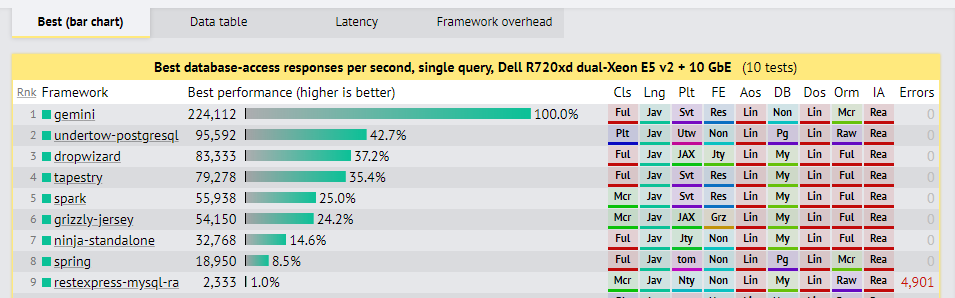 Best (bar chart) Data table Latency Framework overhead
Best database-access responses per second, single query, Dell R720xd dual-Xeon E5 v2 + 10 GbE (10 tests)
Rnk Framework Best performance (higher is better) Cls Lng Plt FE Aos DB Dos Orm IA Errors
1 gemini 224,112 100.0% Ful Jav Svt Res Lin Non Lin Mcr Rea 0
2 undertow-postgresql 95,592 42.7% Plt Jav Utw Non Lin Pg Lin Raw Rea 0
3 dropwizard 83,333 37.2% Ful Jav JAX Jty Lin My Lin Ful Rea 0
4 tapestry 79,278 35.4% Ful Jav Svt Res Lin My Lin Ful Rea 0
5 spark 55,938 25.0% Mcr Jav Svt Res Lin My Lin Ful Rea 0
6 grizzly-jersey 54,150 24.2% Mcr Jav JAX Grz Lin My Lin Ful Rea 0
7 ninja-standalone 32,768 14.6% Ful Jav Jty Non Lin My Lin Ful Rea 0
8 spring 18,950 8.5% Ful Jav tom Non Lin Pg Lin Mcr Rea 0
9 restexpress-mysql-ra 2,333 1.0% Mcr Jav Nty Non Lin My Lin Raw Rea 4,901